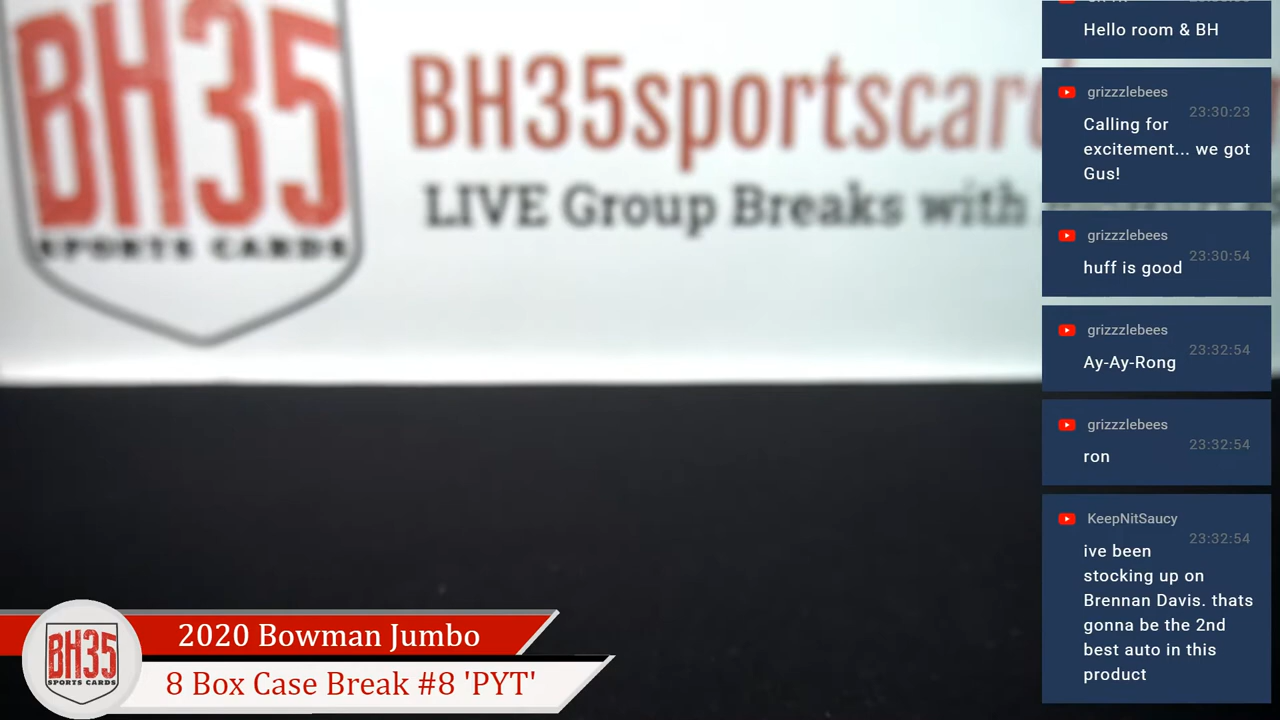 BH35
SPORTS CARDS
BH35sportscar
LIVE Group Breaks with
Hello room & BH
grizzzlebees
23:30:23
Calling for
excitement... we got
Gus!
grizzzlebees
23:30:54
huff is good
grizzzlebees
23:32:54
Ay-Ay-Rong
grizzzlebees
23:32:54
ron
KeepNitSaucy
23:32:54
ive been
stocking up on
Brennan Davis. thats
gonna be the 2nd
best auto in this
product
BH35
SPORTS CARDS
2020 Bowman Jumbo
8 Box Case Break #8 'PYT'